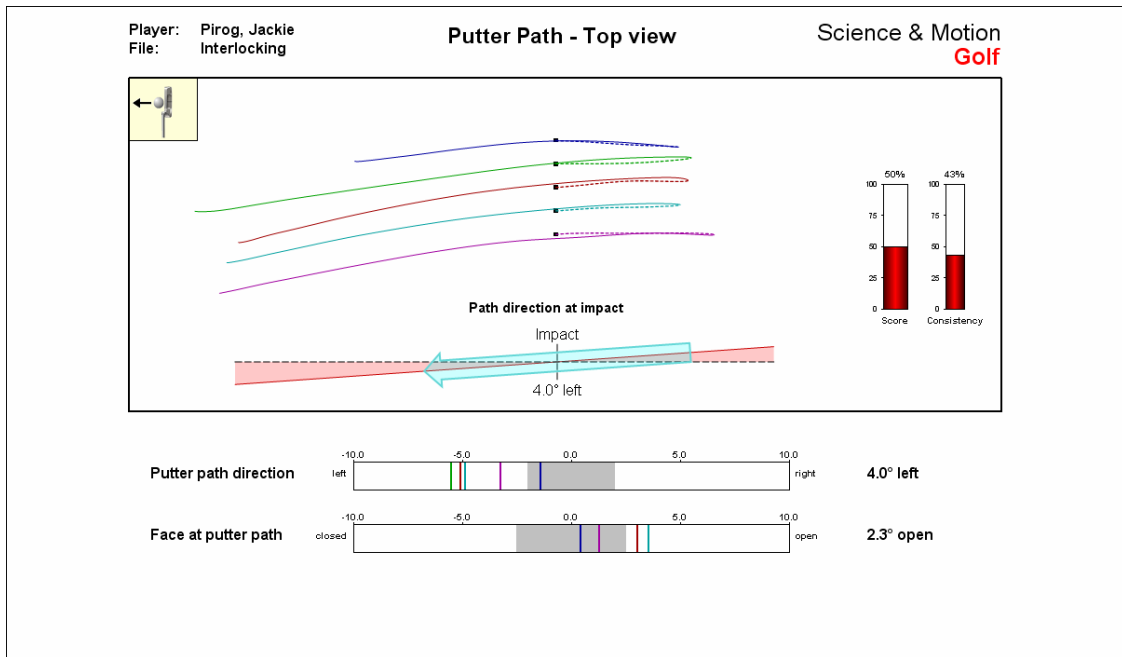 Player: Pirog, Jackie
File: Interlocking
Putter Path - Top view
Science & Motion
Golf
50% 43%
100 100
75 75
50 50
25 25
0 0
Score Consistency
Path direction at impact
Impact
4.0° left
-10.0 -5.0 0.0 5.0 10.0
Putter path direction left right 4.0° left
-10.0 -5.0 0.0 5.0 10.0
Face at putter path closed open 2.3° open